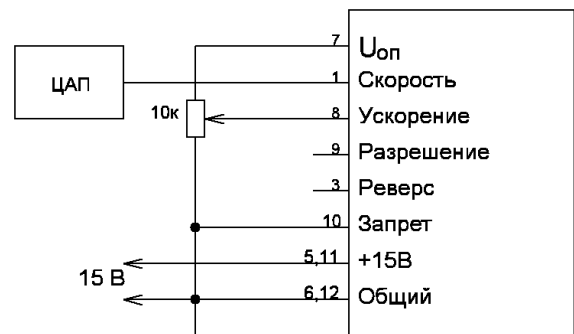 7 Uоп
ЦАП
1 Скорость
10к
8 Ускорение
9 Разрешение
3 Реверс
10 Запрет
5,11 +15В
15 В
6,12 Общий